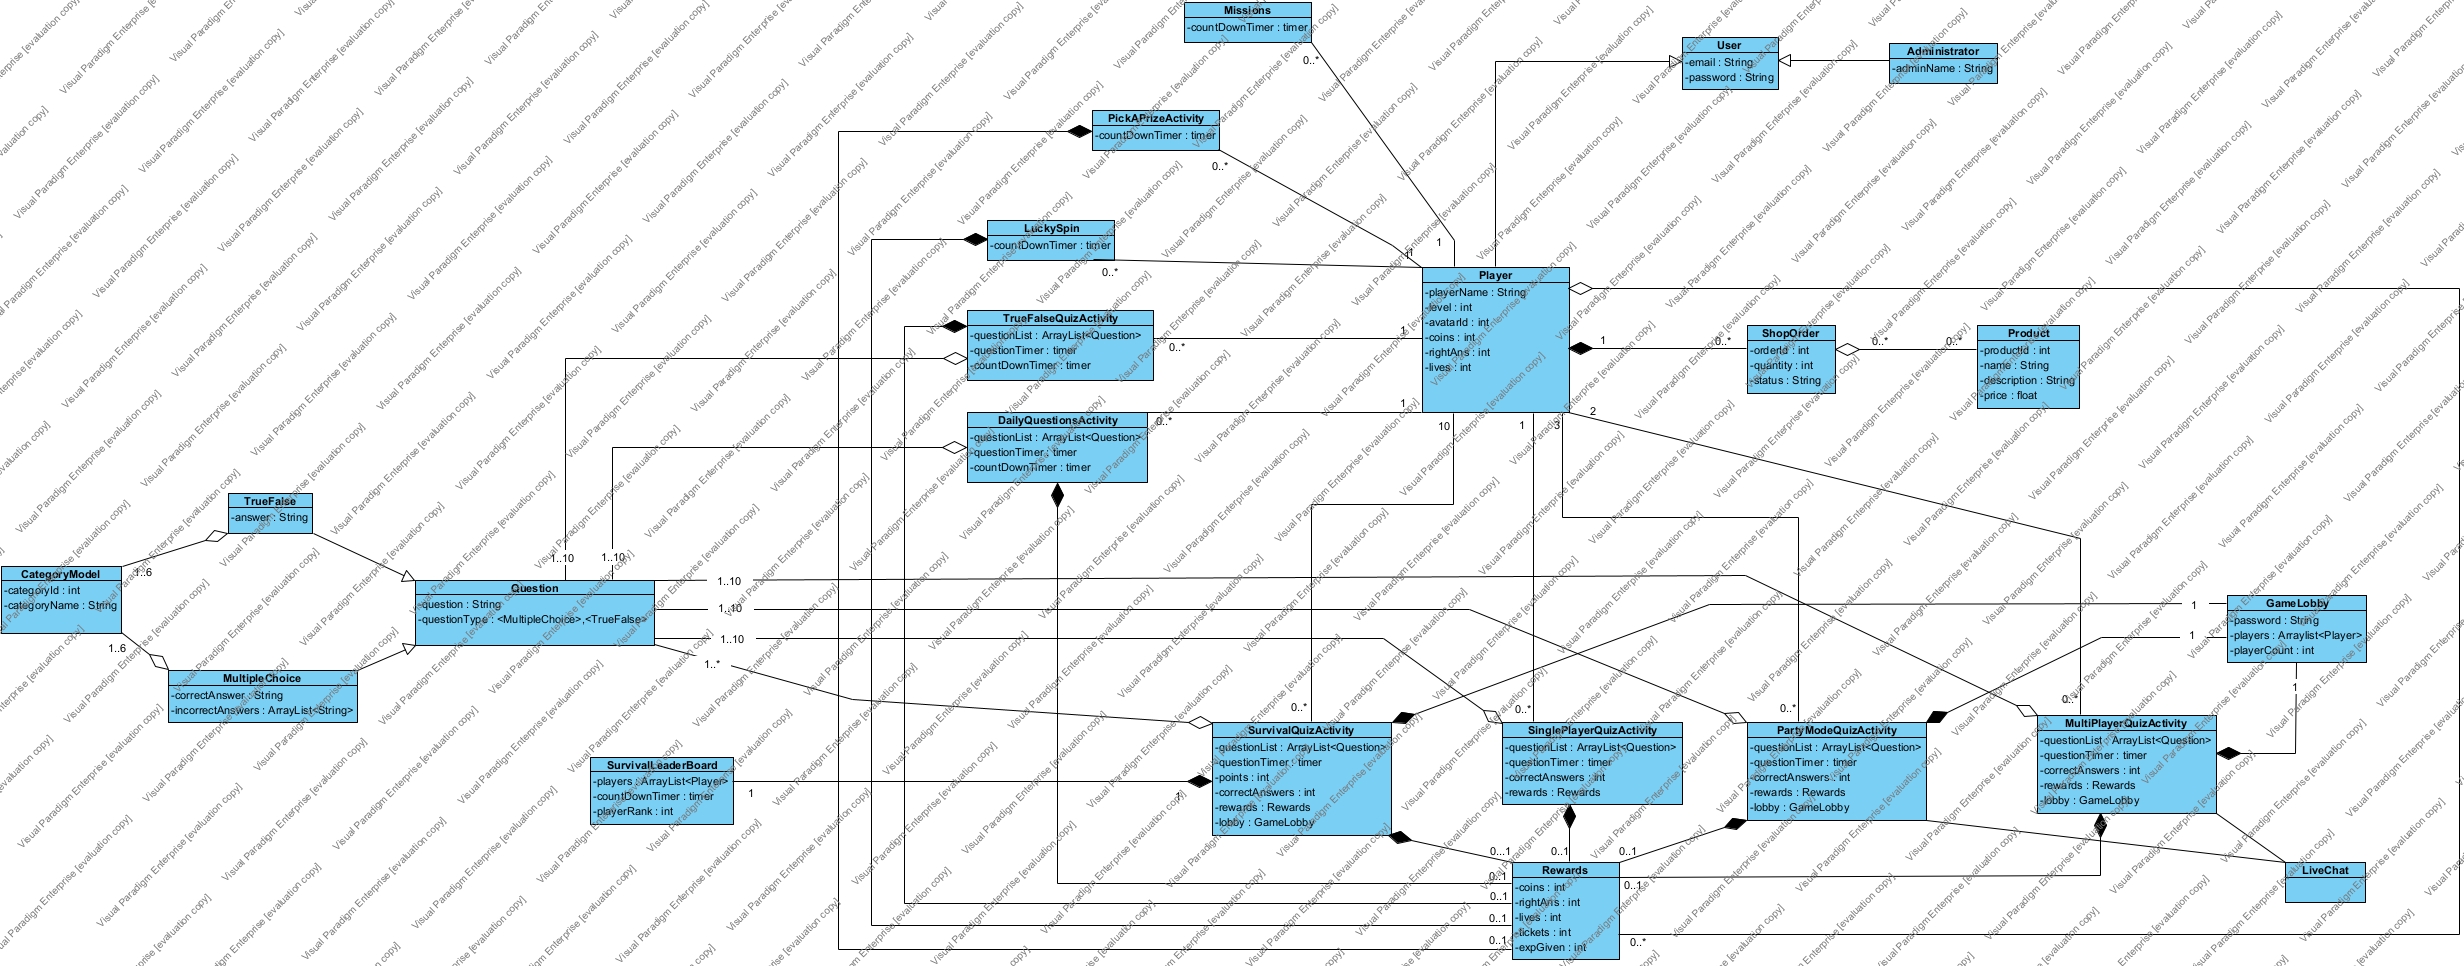 Missions
-countDownTimer : timer
0..*
User
-email : String
-password : String
Administrator
-adminName : String
PickAPrizeActivity
-countDownTimer : timer
0..*
LuckySpin
-countDownTimer : timer
0..*
1
1
1
Player
-playerName : String
-level : int
-avatarId : int
-coins : int
-rightAns : int
-lives : int
TrueFalseQuizActivity
-questionList : ArrayList<Question>
-questionTimer : timer
-countDownTimer : timer
0..*
1
1
0..*
ShopOrder
-orderId : int
-quantity : int
-status : String
0..*
0..*
Product
-productId : int
-name : String
-description : String
-price : float
DailyQuestionsActivity
-questionList : ArrayList<Question>
-questionTimer : timer
-countDownTimer : timer
0..*
1
10
1
3
2
TrueFalse
-answer : String
CategoryModel
-categoryId : int
-categoryName : String
1..6
1..6
MultipleChoice
-correctAnswer : String
-incorrectAnswers : ArrayList<String>
1..10
1..10
Question
-question : String
-questionType : <MultipleChoice>,<TrueFalse>
1..10
1..10
1..10
1..*
GameLobby
-password : String
-players : Arraylist<Player>
-playerCount : int
1
1
1
SurvivalLeaderBoard
-players : ArrayList<Player>
-countDownTimer : timer
-playerRank : int
1
1
0..*
SurvivalQuizActivity
-questionList : ArrayList<Question>
-questionTimer : timer
-points : int
-correctAnswers : int
-rewards : Rewards
-lobby : GameLobby
0..*
SinglePlayerQuizActivity
-questionList : ArrayList<Question>
-questionTimer : timer
-correctAnswers : int
-rewards : Rewards
0..*
PartyModeQuizActivity
-questionList : ArrayList<Question>
-questionTimer : timer
-correctAnswers : int
-rewards : Rewards
-lobby : GameLobby
0..*
MultiPlayerQuizActivity
-questionList : ArrayList<Question>
-questionTimer : timer
-correctAnswers : int
-rewards : Rewards
-lobby : GameLobby
0..1
0..1
0..1
0..1
0..1
0..1
0..1
0..1
0..*
Rewards
-coins : int
-rightAns : int
-lives : int
-tickets : int
-expGiven : int
LiveChat
Visual Paradigm Enterprise [evaluation copy]